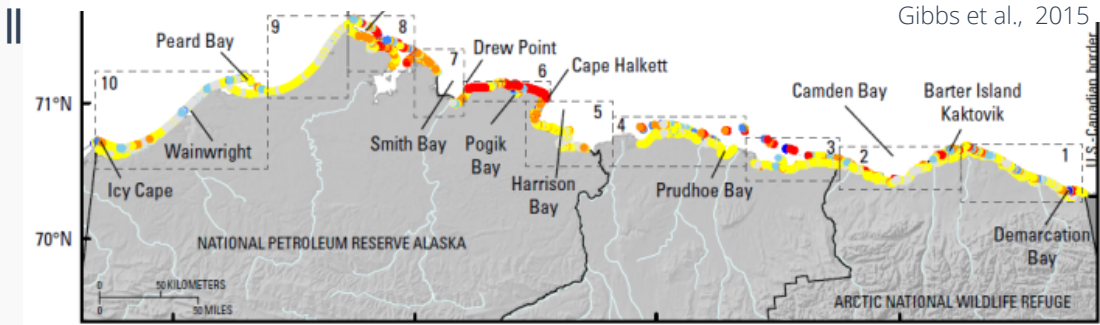 ||
Gibbs et al., 2015
9
8
Peard Bay
Drew Point
7
6
Cape Halkett
10
71°N
Camden Bay
Barter Island
Kaktovik
U.S.-Canadian border
5
4
3
2
1
Wainwright
Smith Bay
Pogik
Bay
Icy Cape
Harrison
Bay
Prudhoe Bay
70°N
NATIONAL PETROLEUM RESERVE ALASKA
Demarcation
Bay
0 50 KILOMETERS
0 50 MILES
ARCTIC NATIONAL WILDLIFE REFUGE